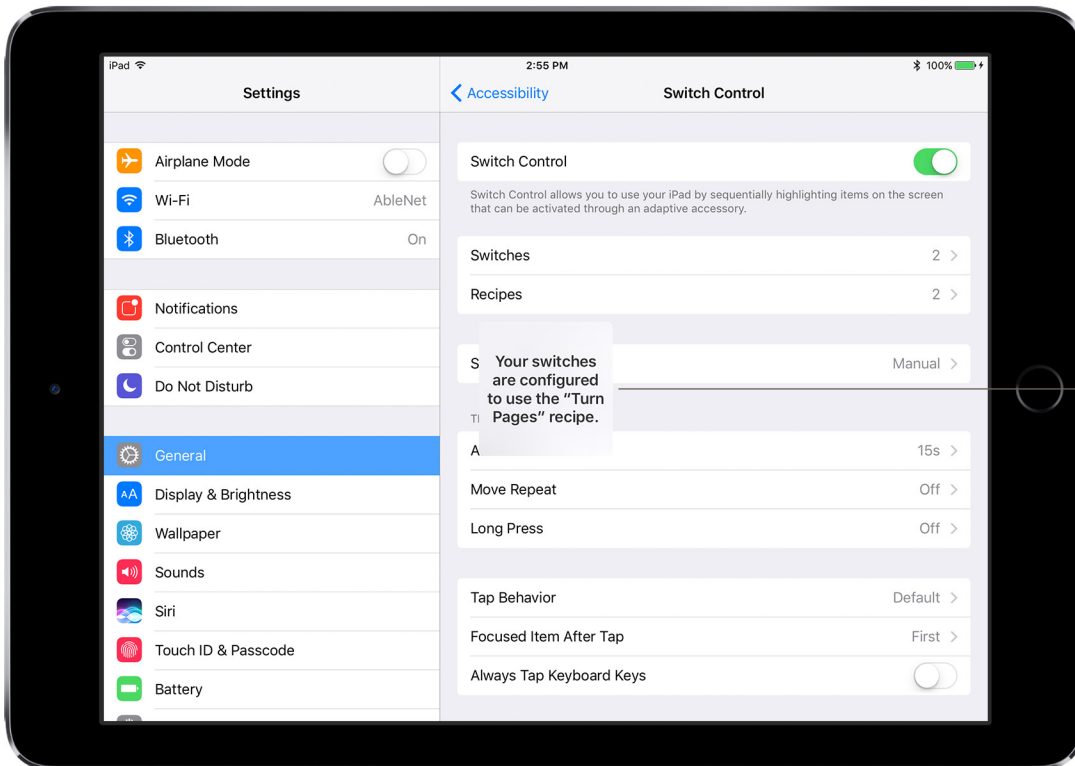 iPad
2:55 PM
100%
Settings
Accessibility
Switch Control
Airplane Mode
Wi-Fi
AbleNet
Bluetooth
On
Notifications
Control Center
Do Not Disturb
General
AA
Display & Brightness
Wallpaper
Sounds
Siri
Touch ID & Passcode
Battery
Switch Control
Switch Control allows you to use your iPad by sequentially highlighting items on the screen
that can be activated through an adaptive accessory.
Switches
2
Recipes
2
S
Manual
Your switches
are configured
to use the “Turn
Pages” recipe.
A
15s
Move Repeat
Off
Long Press
Off
Tap Behavior
Default
Focused Item After Tap
First
Always Tap Keyboard Keys